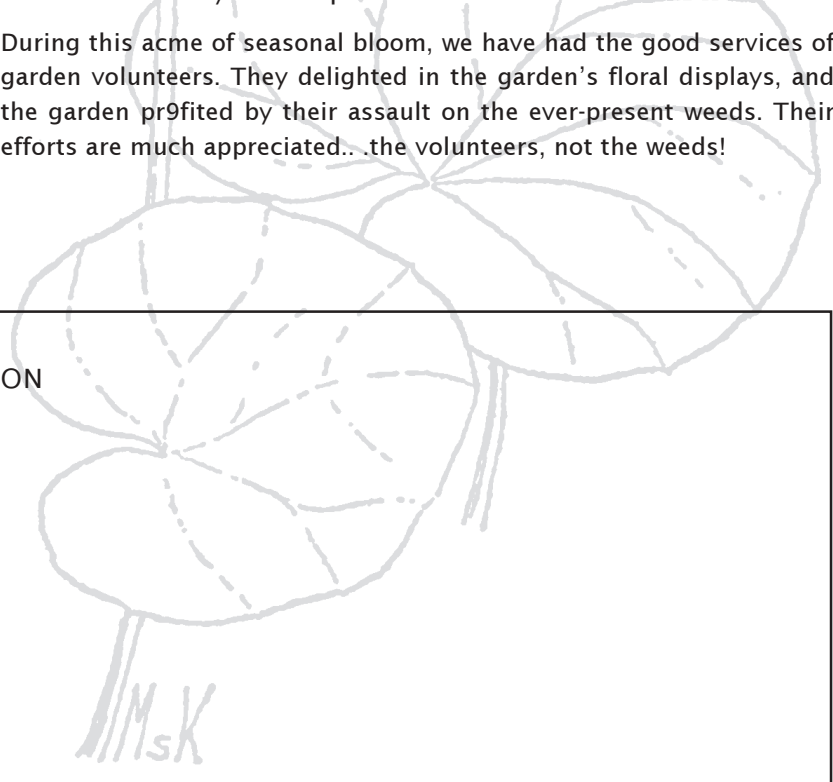 During this acme of seasonal bloom, we have had the good services of
garden volunteers. They delighted in the garden's floral displays, and
the garden pr9fited by their assault on the ever-present weeds. Their
efforts are much appreciated.. .the volunteers, not the weeds!
ON
MsK